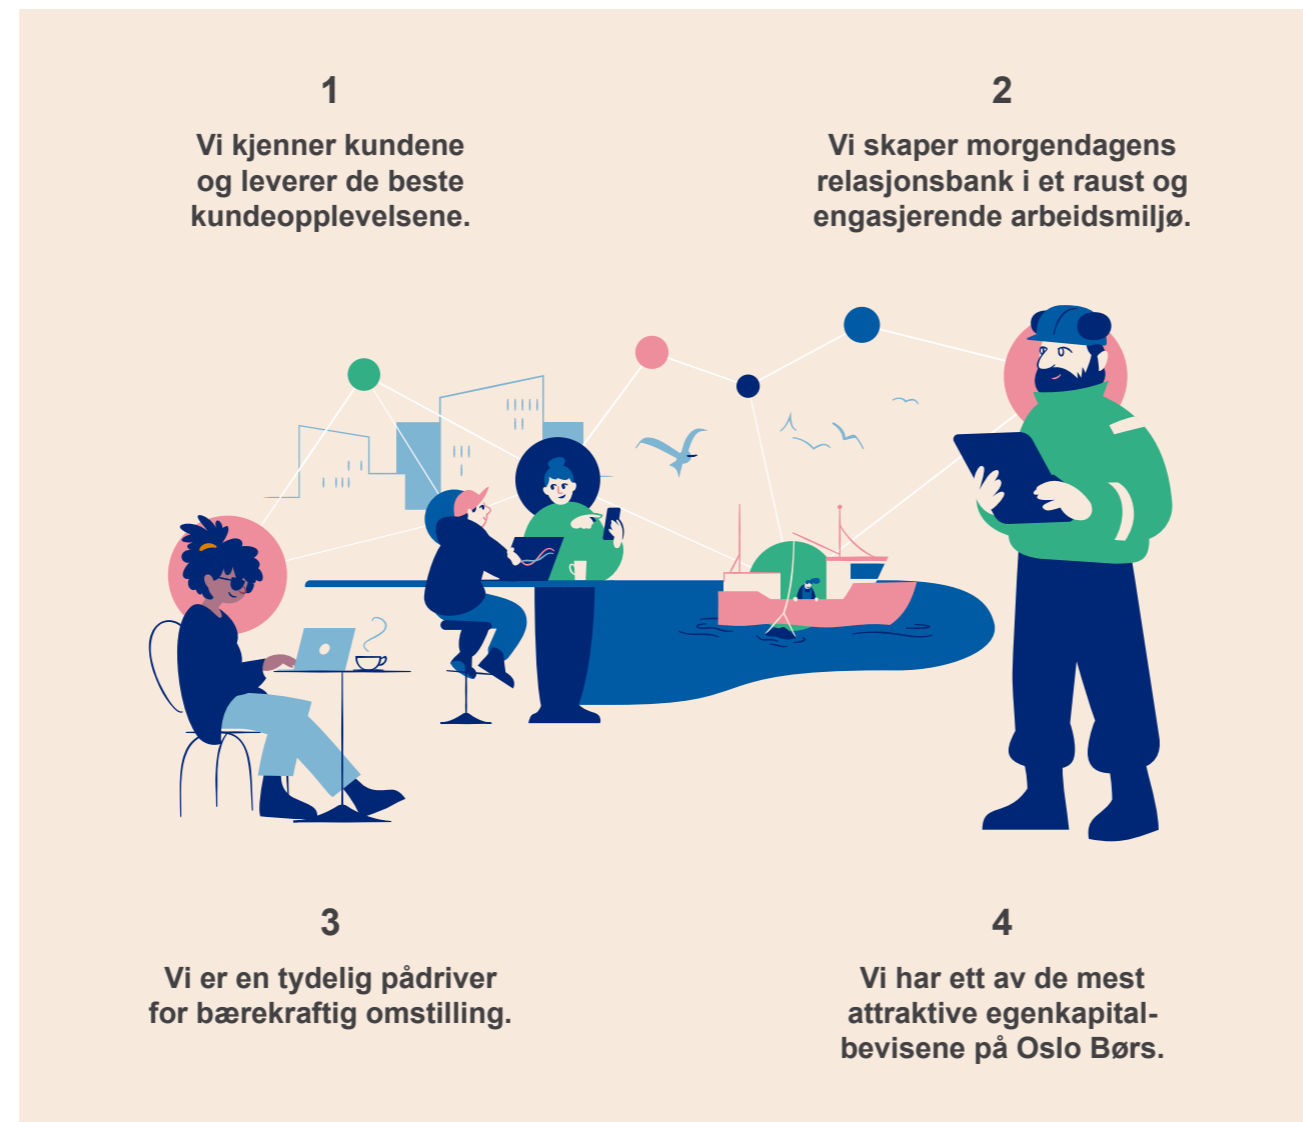 1
Vi kjenner kundene
og leverer de beste
kundeopplevelsene.
2
Vi skaper morgendagens
relasjonsbank i et raust og
engasjerende arbeidsmiljø.
3
Vi er en tydelig pådriver
for bærekraftig omstilling.
4
Vi har ett av de mest
attraktive egenkapital-
bevisene på Oslo Børs.